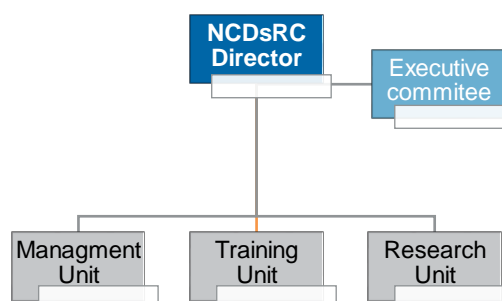 NCDsRC
Director
Executive
commitee
Managment
Unit
Training
Unit
Research
Unit